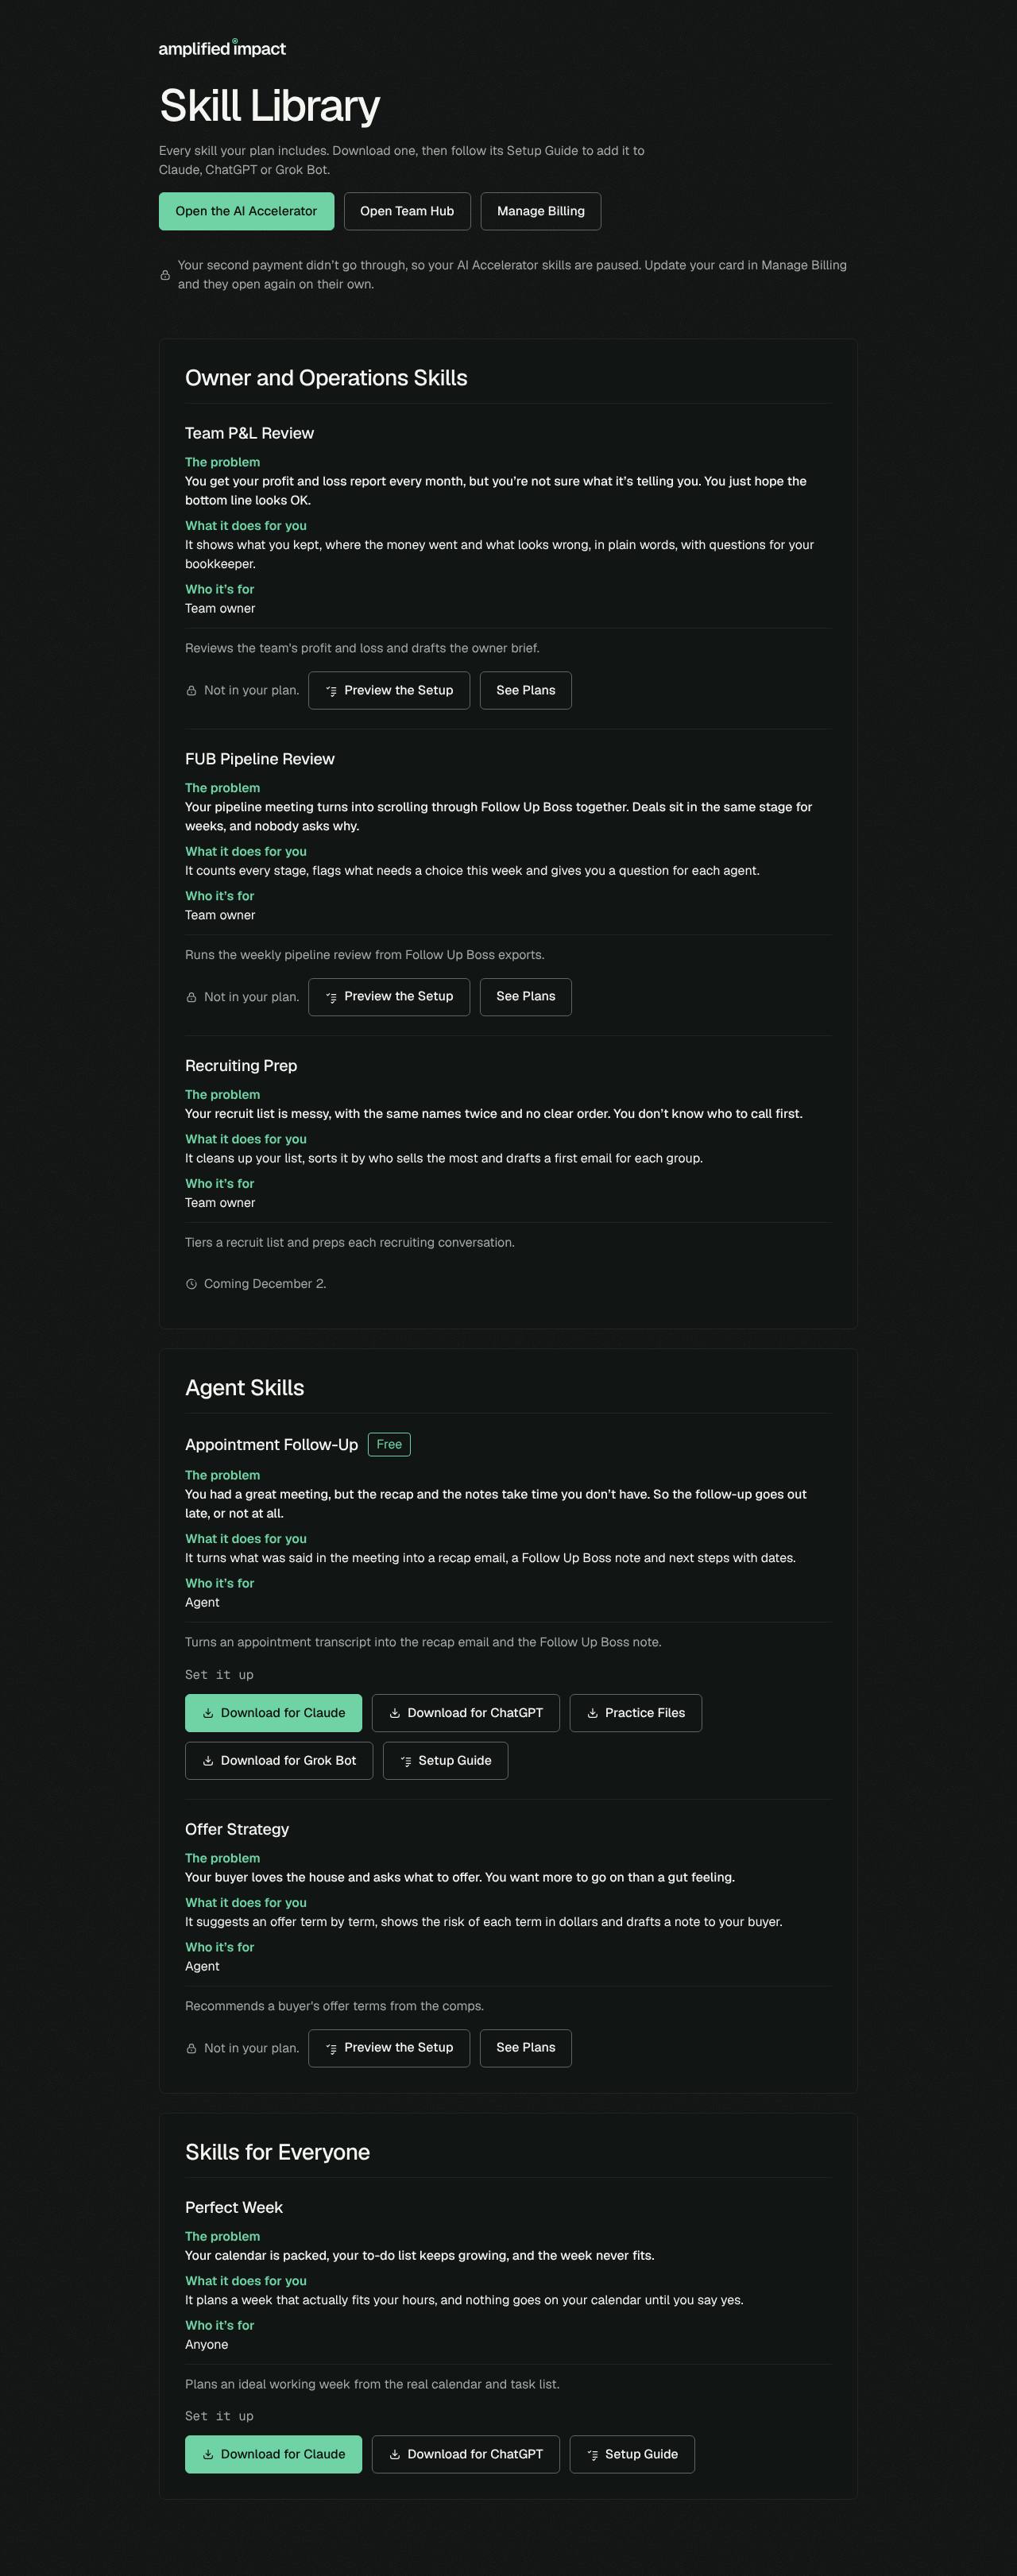 amplified impact
Skill Library
Every skill your plan includes. Download one, then follow its Setup Guide to add it to
Claude, ChatGPT or Grok Bot.
Open the AI Accelerator
Open Team Hub
Manage Billing
Your second payment didn’t go through, so your AI Accelerator skills are paused. Update your card in Manage Billing
and they open again on their own.
Owner and Operations Skills
Team P&L Review
The problem
You get your profit and loss report every month, but you’re not sure what it’s telling you. You just hope the
bottom line looks OK.
What it does for you
It shows what you kept, where the money went and what looks wrong, in plain words, with questions for your
bookkeeper.
Who it’s for
Team owner
Reviews the team's profit and loss and drafts the owner brief.
Not in your plan.
Preview the Setup
See Plans
FUB Pipeline Review
The problem
Your pipeline meeting turns into scrolling through Follow Up Boss together. Deals sit in the same stage for
weeks, and nobody asks why.
What it does for you
It counts every stage, flags what needs a choice this week and gives you a question for each agent.
Who it’s for
Team owner
Runs the weekly pipeline review from Follow Up Boss exports.
Not in your plan.
Preview the Setup
See Plans
Recruiting Prep
The problem
Your recruit list is messy, with the same names twice and no clear order. You don’t know who to call first.
What it does for you
It cleans up your list, sorts it by who sells the most and drafts a first email for each group.
Who it’s for
Team owner
Tiers a recruit list and preps each recruiting conversation.
Coming December 2.
Agent Skills
Appointment Follow-Up
Free
The problem
You had a great meeting, but the recap and the notes take time you don’t have. So the follow-up goes out
late, or not at all.
What it does for you
It turns what was said in the meeting into a recap email, a Follow Up Boss note and next steps with dates.
Who it’s for
Agent
Turns an appointment transcript into the recap email and the Follow Up Boss note.
Set it up
Download for Claude
Download for ChatGPT
Practice Files
Download for Grok Bot
Setup Guide
Offer Strategy
The problem
Your buyer loves the house and asks what to offer. You want more to go on than a gut feeling.
What it does for you
It suggests an offer term by term, shows the risk of each term in dollars and drafts a note to your buyer.
Who it’s for
Agent
Recommends a buyer's offer terms from the comps.
Not in your plan.
Preview the Setup
See Plans
Skills for Everyone
Perfect Week
The problem
Your calendar is packed, your to-do list keeps growing, and the week never fits.
What it does for you
It plans a week that actually fits your hours, and nothing goes on your calendar until you say yes.
Who it’s for
Anyone
Plans an ideal working week from the real calendar and task list.
Set it up
Download for Claude
Download for ChatGPT
Setup Guide